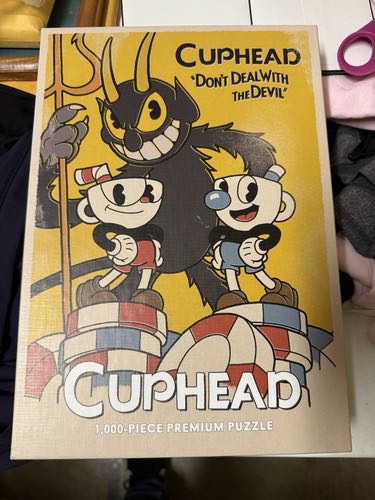 CUPHEAD
"DON'T DEAL WITH
THE DEVIL"
CUPHEAD
1,000-PIECE PREMIUM PUZZLE